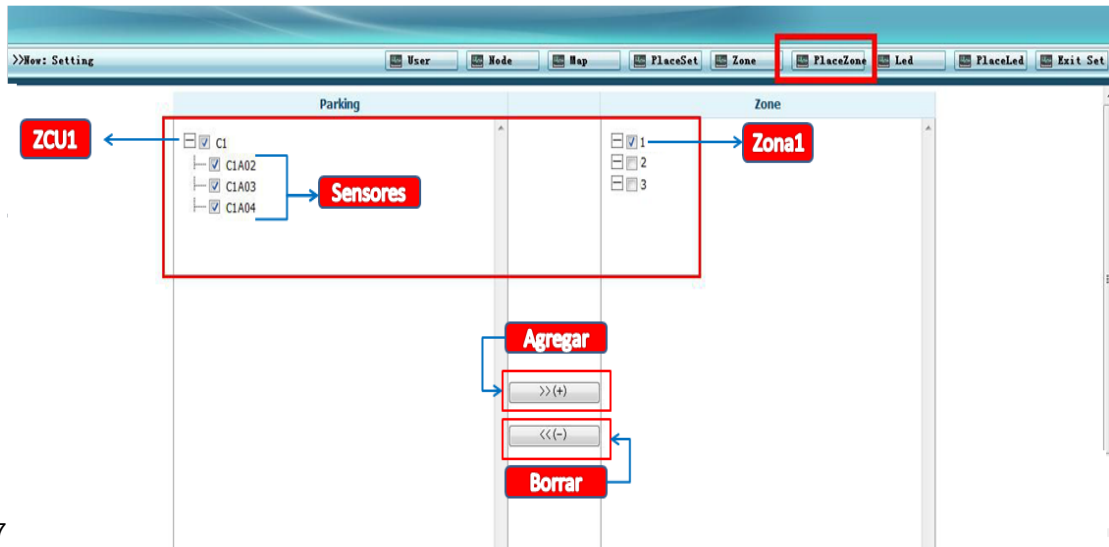 >>Now: Setting User Node Map PlaceSet Zone PlaceZone Led PlaceLed Exit Set
Parking Zone
ZCU1 C1 1 Zona1
C1A02 2
C1A03 Sensores 3
C1A04
Agregar
>>(+)
<<(-)
Borrar
7